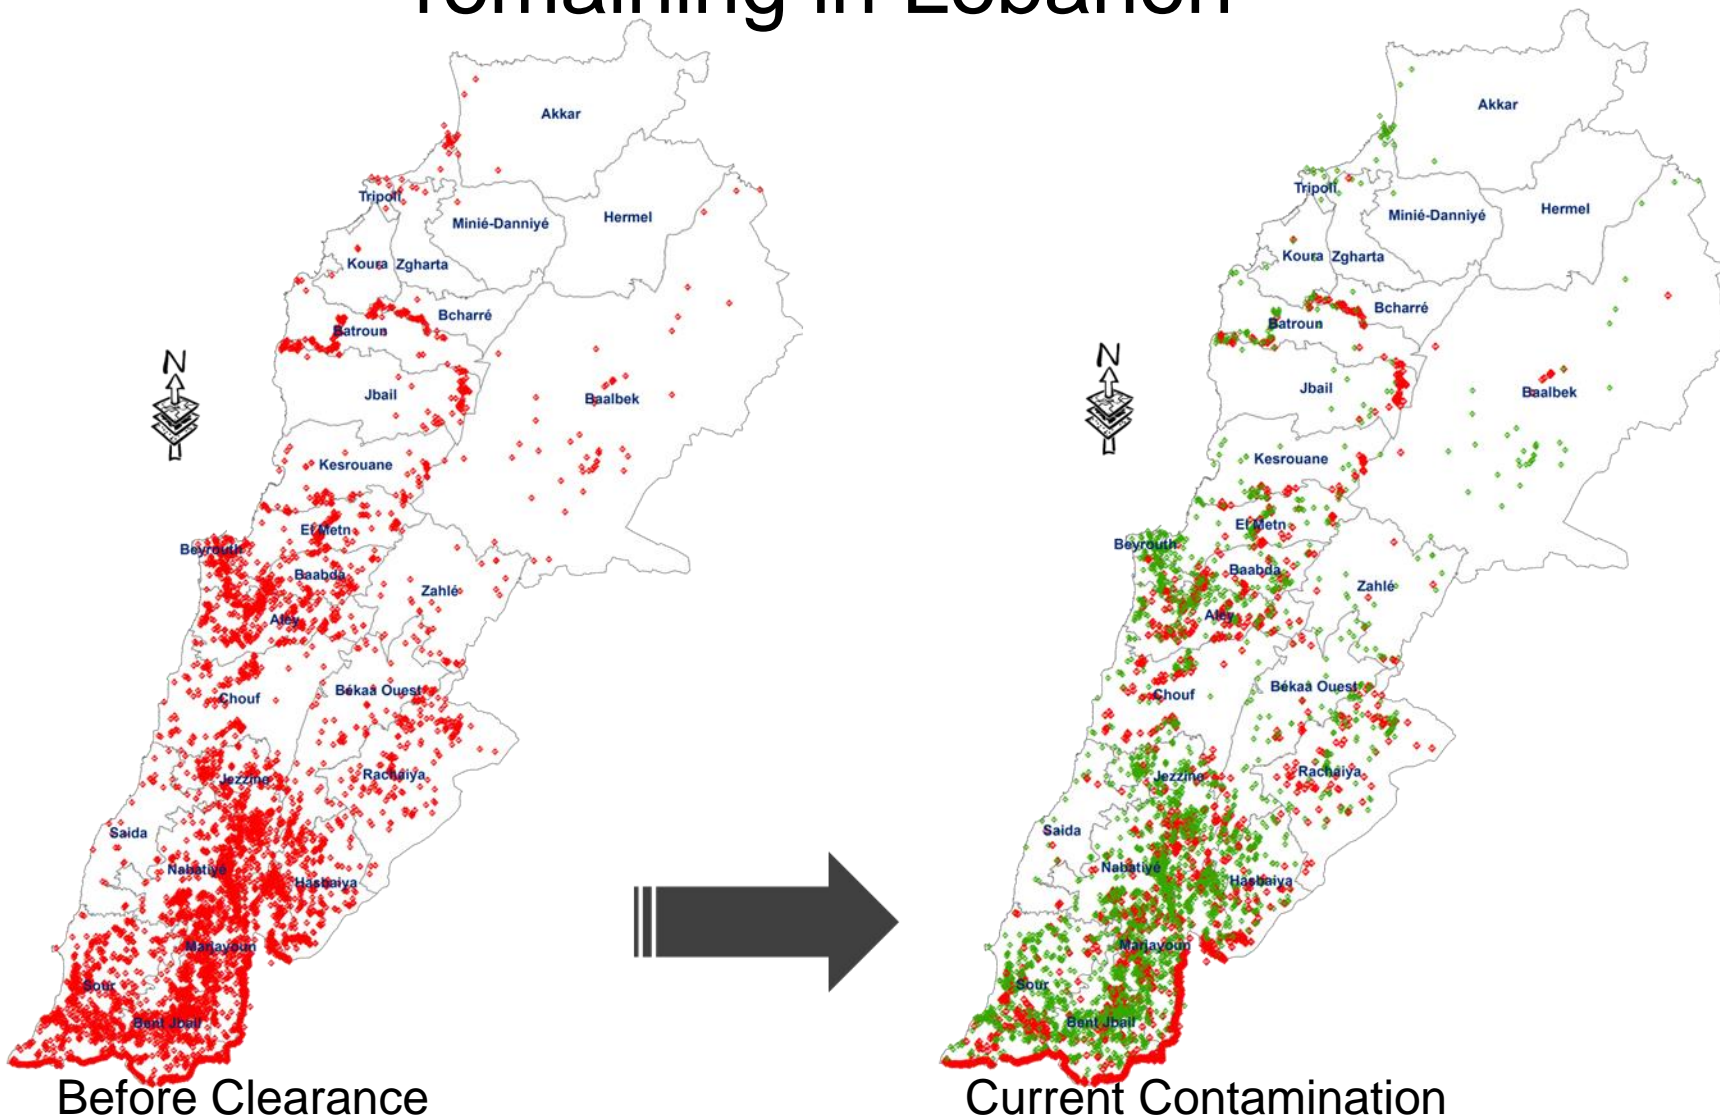 remaining in Lebanon
Akkar
Tripoli
Minié-Danniyé
Hermel
Koura
Zgharta
Bcharré
Batroun
N
Jbail
Baalbek
Kesrouane
El Metn
Beyrouth
Baabda
Zahlé
Aley
Békaa Ouest
Chouf
Jezzine
Rachaiya
Saida
Nabatiyé
Hasbaiya
Marjayoun
Sour
Bent Jbail
Before Clearance
Akkar
Tripoli
Minié-Danniyé
Hermel
Koura
Zgharta
Bcharré
Batroun
N
Jbail
Baalbek
Kesrouane
El Metn
Beyrouth
Baabda
Zahlé
Aley
Békaa Ouest
Chouf
Jezzine
Rachaiya
Saida
Nabatiyé
Hasbaiya
Marjayoun
Sour
Bent Jbail
Current Contamination